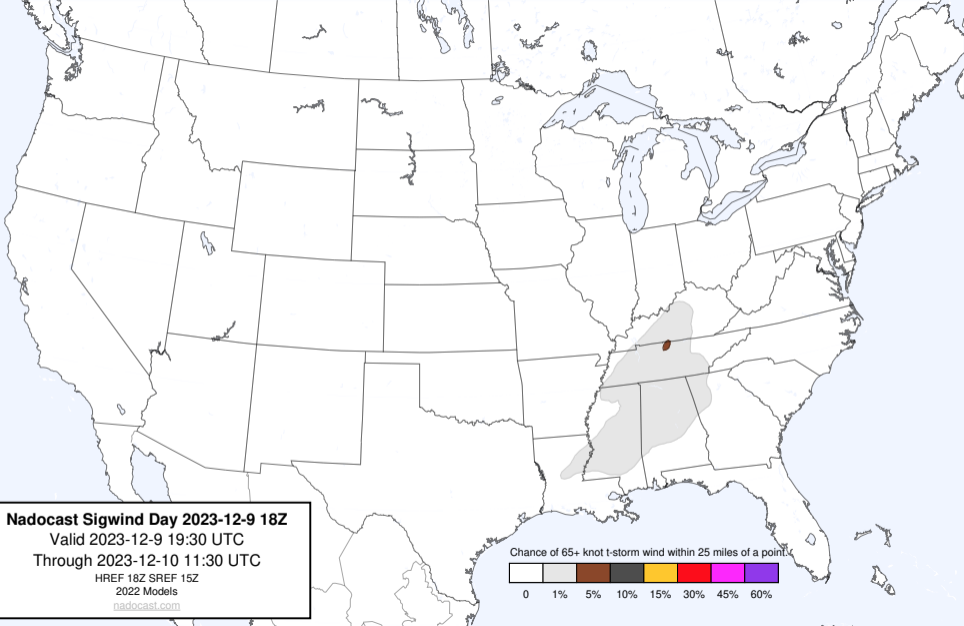 Nadocast Sigwind Day 2023-12-9 18Z
Valid 2023-12-9 19:30 UTC
Through 2023-12-10 11:30 UTC
HREF 18Z SREF 15Z
2022 Models
nadocast.com
Chance of 65+ knot t-storm wind within 25 miles of a point.
0 1% 5% 10% 15% 30% 45% 60%